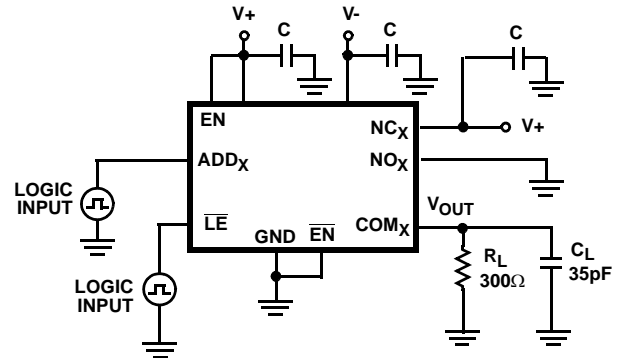 V+
C
V-
C
C
EN
NCX
V+
ADDX
NOX
LOGIC
INPUT
LE
GND
EN
COMX
VOUT
RL
300Ω
CL
35pF
LOGIC
INPUT